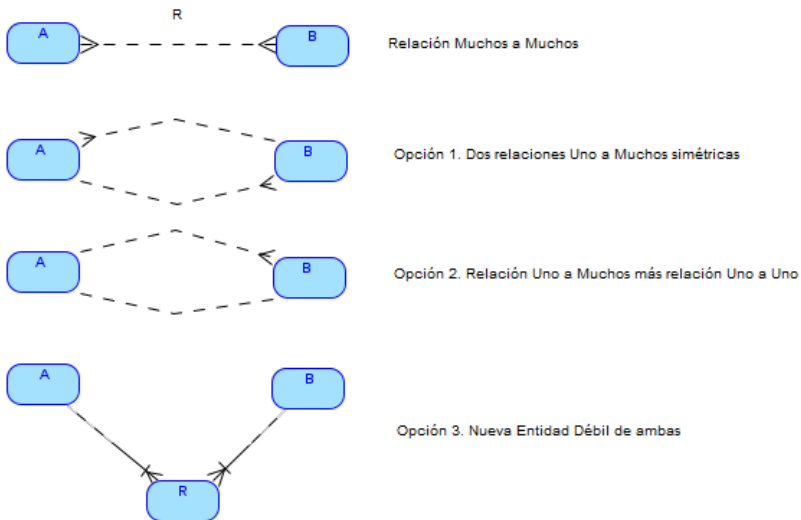 R
A
B
Relación Muchos a Muchos
A
B
Opción 1. Dos relaciones Uno a Muchos simétricas
A
B
Opción 2. Relación Uno a Muchos más relación Uno a Uno
A
B
Opción 3. Nueva Entidad Débil de ambas
R